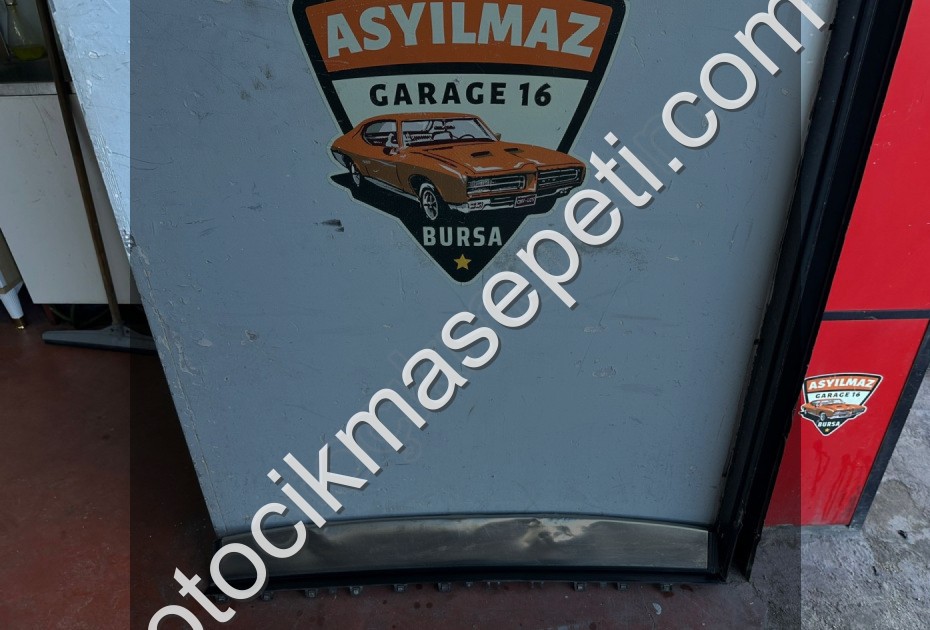 ASYILMAZ
GARAGE 16
BURSA
otocikmasepeti.com
ASYILMAZ
GARAGE 16
BURSA